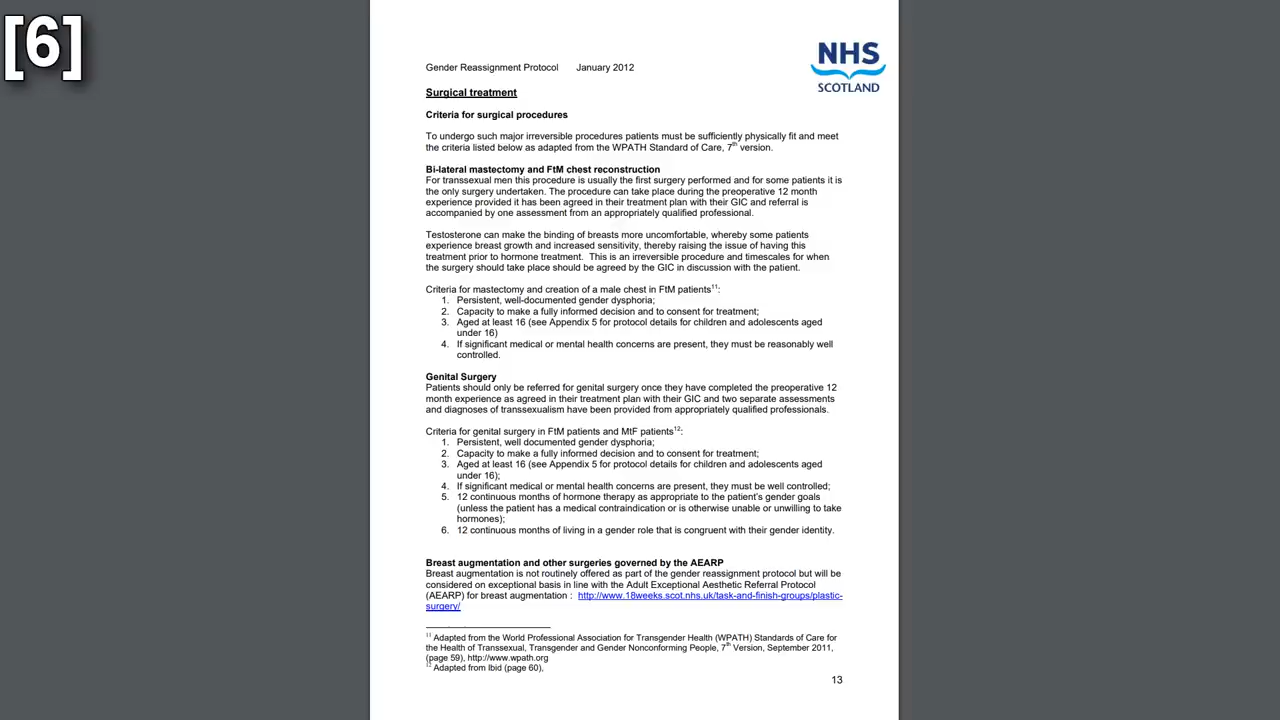 [6]
NHS
SCOTLAND
Gender Reassignment Protocol January 2012
Surgical treatment
Criteria for surgical procedures
To undergo such major irreversible procedures patients must be sufficiently physically fit and meet
the criteria listed below as adapted from the WPATH Standard of Care, 7th version.
Bi-lateral mastectomy and FtM chest reconstruction
For transsexual men this procedure is usually the first surgery performed and for some patients it is
the only surgery undertaken. The procedure can take place during the preoperative 12 month
experience provided it has been agreed in their treatment plan with their GIC and referral is
accompanied by one assessment from an appropriately qualified professional.
Testosterone can make the binding of breasts more uncomfortable, whereby some patients
experience breast growth and increased sensitivity, thereby raising the issue of having this
treatment prior to hormone treatment. This is an irreversible procedure and timescales for when
the surgery should take place should be agreed by the GIC in discussion with the patient.
Criteria for mastectomy and creation of a male chest in FtM patients11:
1. Persistent, well-documented gender dysphoria;
2. Capacity to make a fully informed decision and to consent for treatment;
3. Aged at least 16 (see Appendix 5 for protocol details for children and adolescents aged
under 16)
4. If significant medical or mental health concerns are present, they must be reasonably well
controlled.
Genital Surgery
Patients should only be referred for genital surgery once they have completed the preoperative 12
month experience as agreed in their treatment plan with their GIC and two separate assessments
and diagnoses of transsexualism have been provided from appropriately qualified professionals.
Criteria for genital surgery in FtM patients and MtF patients12:
1. Persistent, well documented gender dysphoria;
2. Capacity to make a fully informed decision and to consent for treatment;
3. Aged at least 16 (see Appendix 5 for protocol details for children and adolescents aged
under 16);
4. If significant medical or mental health concerns are present, they must be well controlled;
5. 12 continuous months of hormone therapy as appropriate to the patient's gender goals
(unless the patient has a medical contraindication or is otherwise unable or unwilling to take
hormones);
6. 12 continuous months of living in a gender role that is congruent with their gender identity.
Breast augmentation and other surgeries governed by the AEARP
Breast augmentation is not routinely offered as part of the gender reassignment protocol but will be
considered on exceptional basis in line with the Adult Exceptional Aesthetic Referral Protocol
(AEARP) for breast augmentation : http://www.18weeks.scot.nhs.uk/task-and-finish-groups/plastic-
surgery/
11 Adapted from the World Professional Association for Transgender Health (WPATH) Standards of Care for
the Health of Transsexual, Transgender and Gender Nonconforming People, 7th Version, September 2011,
(page 59), http://www.wpath.org
12 Adapted from Ibid (page 60),
13